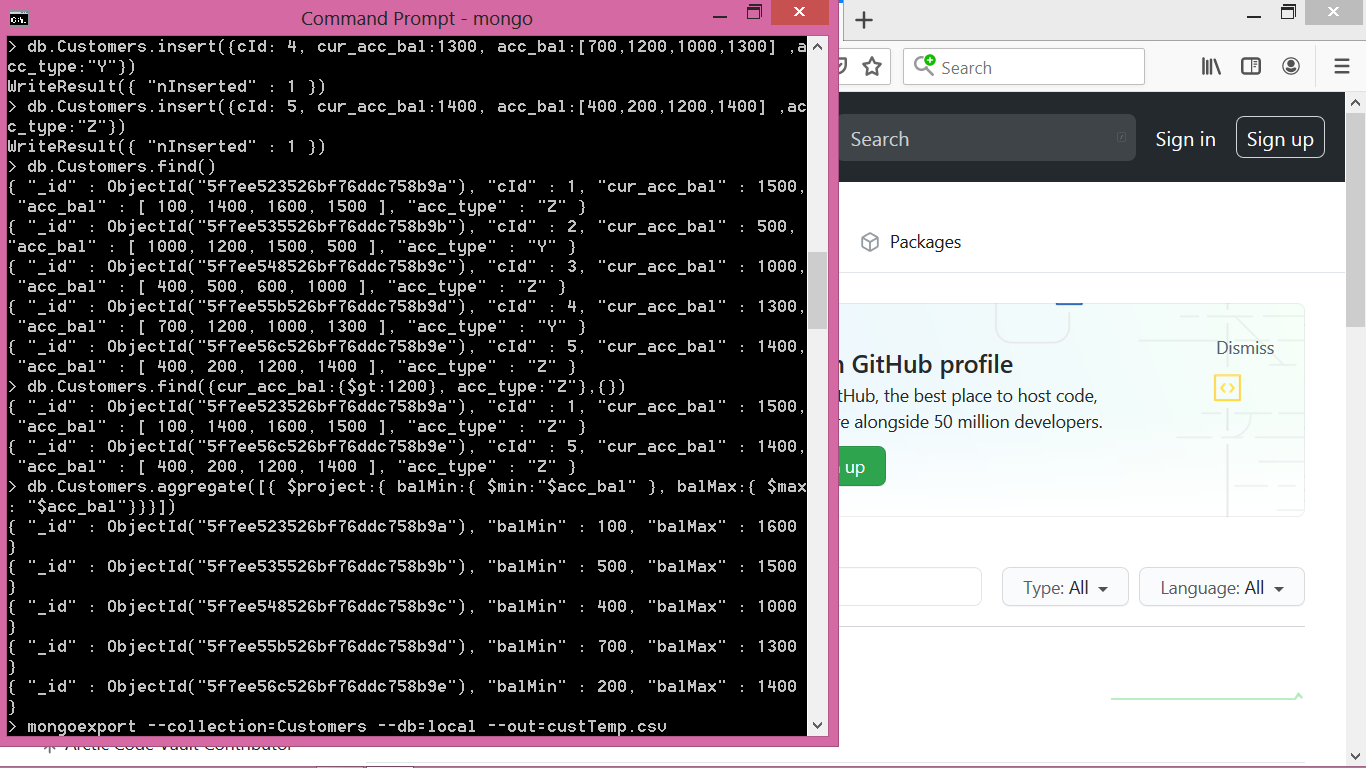 Command Prompt - mongo
> db.Customers.insert({cId: 4, cur_acc_bal:1300, acc_bal:[700,1200,1000,1300] ,a
cc_type:"Y"})
WriteResult({ "nInserted" : 1 })
> db.Customers.insert({cId: 5, cur_acc_bal:1400, acc_bal:[400,200,1200,1400] ,ac
c_type:"Z"})
WriteResult({ "nInserted" : 1 })
> db.Customers.find()
{ "_id" : ObjectId("5f7ee523526bf76ddc758b9a"), "cId" : 1, "cur_acc_bal" : 1500,
"acc_bal" : [ 100, 1400, 1600, 1500 ], "acc_type" : "Z" }
{ "_id" : ObjectId("5f7ee535526bf76ddc758b9b"), "cId" : 2, "cur_acc_bal" : 500,
"acc_bal" : [ 1000, 1200, 1500, 500 ], "acc_type" : "Y" }
{ "_id" : ObjectId("5f7ee548526bf76ddc758b9c"), "cId" : 3, "cur_acc_bal" : 1000,
"acc_bal" : [ 400, 500, 600, 1000 ], "acc_type" : "Z" }
{ "_id" : ObjectId("5f7ee55b526bf76ddc758b9d"), "cId" : 4, "cur_acc_bal" : 1300,
"acc_bal" : [ 700, 1200, 1000, 1300 ], "acc_type" : "Y" }
{ "_id" : ObjectId("5f7ee56c526bf76ddc758b9e"), "cId" : 5, "cur_acc_bal" : 1400,
"acc_bal" : [ 400, 200, 1200, 1400 ], "acc_type" : "Z" }
> db.Customers.find({cur_acc_bal:{$gt:1200}, acc_type:"Z"},{})
{ "_id" : ObjectId("5f7ee523526bf76ddc758b9a"), "cId" : 1, "cur_acc_bal" : 1500,
"acc_bal" : [ 100, 1400, 1600, 1500 ], "acc_type" : "Z" }
{ "_id" : ObjectId("5f7ee56c526bf76ddc758b9e"), "cId" : 5, "cur_acc_bal" : 1400,
"acc_bal" : [ 400, 200, 1200, 1400 ], "acc_type" : "Z" }
> db.Customers.aggregate([{ $project:{ balMin:{ $min:"$acc_bal" }, balMax:{ $max
: "$acc_bal"}}}])
{ "_id" : ObjectId("5f7ee523526bf76ddc758b9a"), "balMin" : 100, "balMax" : 1600
}
{ "_id" : ObjectId("5f7ee535526bf76ddc758b9b"), "balMin" : 500, "balMax" : 1500
}
{ "_id" : ObjectId("5f7ee548526bf76ddc758b9c"), "balMin" : 400, "balMax" : 1000
}
{ "_id" : ObjectId("5f7ee55b526bf76ddc758b9d"), "balMin" : 700, "balMax" : 1300
}
{ "_id" : ObjectId("5f7ee56c526bf76ddc758b9e"), "balMin" : 200, "balMax" : 1400
}
> mongoexport --collection=Customers --db=local --out=custTemp.csv
Search
Search
Sign in
Sign up
Packages
Dismiss
GitHub profile
Hub, the best place to host code,
alongside 50 million developers.
up
Type: All
Language: All
Arctic Code Vault Contributor